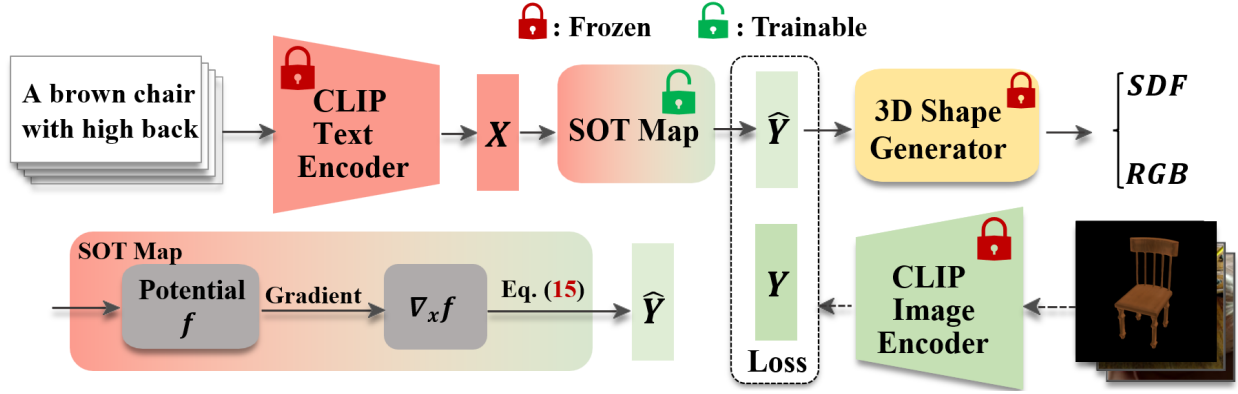 : Frozen
: Trainable
A brown chair
with high back
CLIP
Text
Encoder
X
SOT Map
Ŷ
3D Shape
Generator
SDF
RGB
SOT Map
Potential
f
Gradient
∇ₓf
Eq. (15)
Ŷ
Y
Loss
CLIP
Image
Encoder